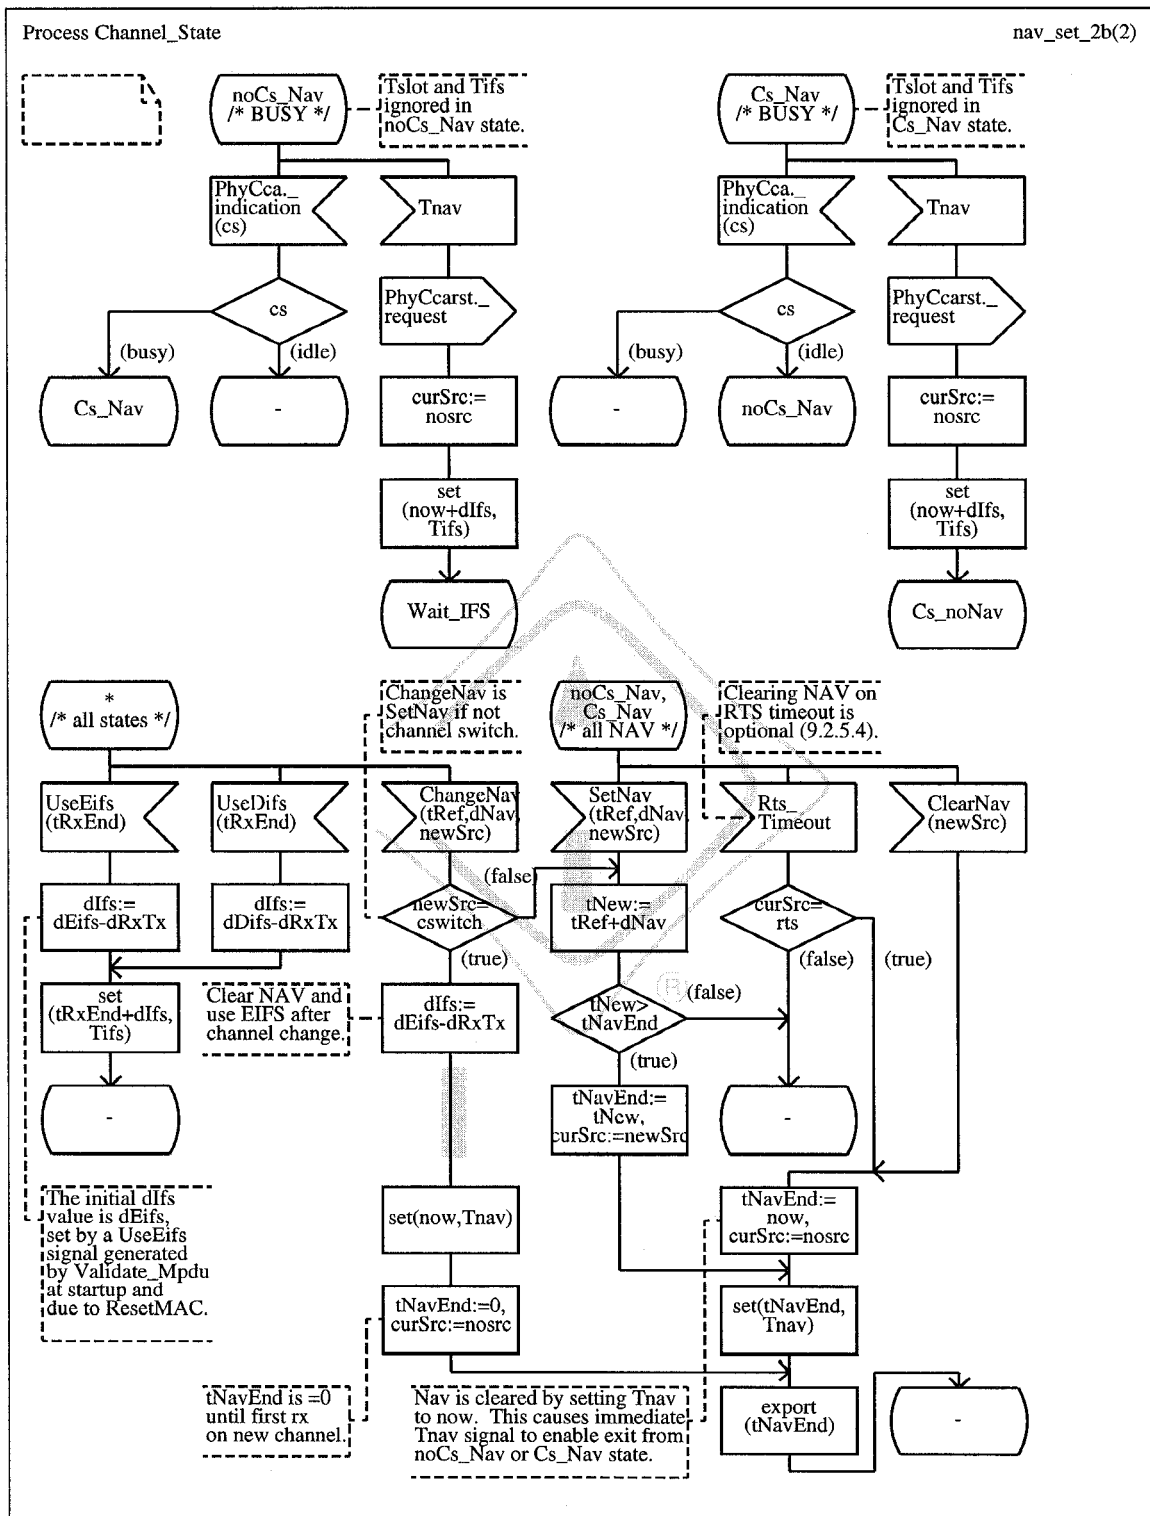 Process Channel_State
nav_set_2b(2)
noCs_Nav
/* BUSY */
Tslot and Tifs
ignored in
noCs_Nav state.
Cs_Nav
/* BUSY */
Tslot and Tifs
ignored in
Cs_Nav state.
PhyCca._
indication
(cs)
Tnav
PhyCca._
indication
(cs)
Tnav
cs
PhyCcarst._
request
cs
PhyCcarst._
request
(busy)
(idle)
(busy)
(idle)
Cs_Nav
-
curSrc:=
nosrc
-
noCs_Nav
curSrc:=
nosrc
set
(now+dIfs,
Tifs)
set
(now+dIfs,
Tifs)
Wait_IFS
Cs_noNav
*
/* all states */
ChangeNav is
SetNav if not
channel switch.
noCs_Nav,
Cs_Nav
/* all NAV */
Clearing NAV on
RTS timeout is
optional (9.2.5.4).
UseEifs
(tRxEnd)
UseDifs
(tRxEnd)
ChangeNav
(tRef,dNav,
newSrc)
SetNav
(tRef,dNav,
newSrc)
Rts_
Timeout
ClearNav
(newSrc)
dIfs:=
dEifs-dRxTx
dIfs:=
dDifs-dRxTx
newSrc=
cswitch
(false)
(true)
tNew:=
tRef+dNav
curSrc=
rts
(false)
(true)
set
(tRxEnd+dIfs,
Tifs)
Clear NAV and
use EIFS after
channel change.
dIfs:=
dEifs-dRxTx
tNew>
tNavEnd
(false)
(true)
®
-
tNavEnd:=
tNew,
curSrc:=newSrc
-
The initial dIfs
value is dEifs,
set by a UseEifs
signal generated
by Validate_Mpdu
at startup and
due to ResetMAC.
set(now,Tnav)
tNavEnd:=
now,
curSrc:=nosrc
tNavEnd:=0,
curSrc:=nosrc
set(tNavEnd,
Tnav)
tNavEnd is =0
until first rx
on new channel.
Nav is cleared by setting Tnav
to now. This causes immediate
Tnav signal to enable exit from
noCs_Nav or Cs_Nav state.
export
(tNavEnd)
-